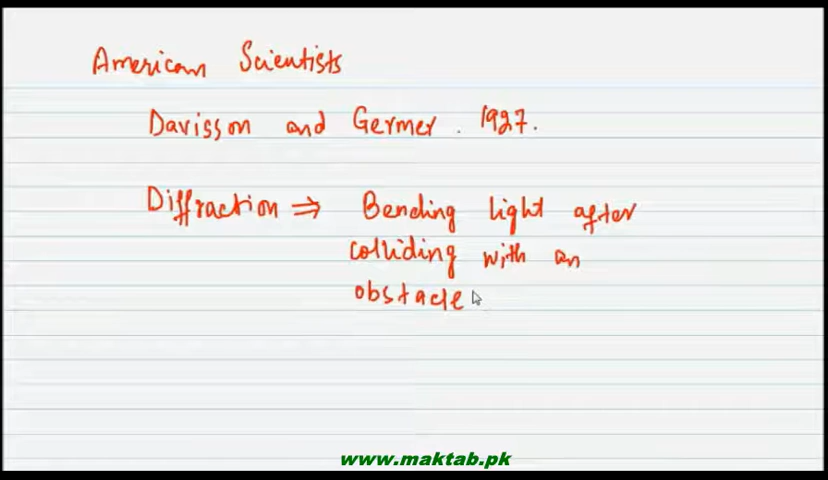 American Scientists
Davisson and Germer. 1927.
Diffraction ⇒ Bending light after
colliding with an
obstacle
www.maktab.pk